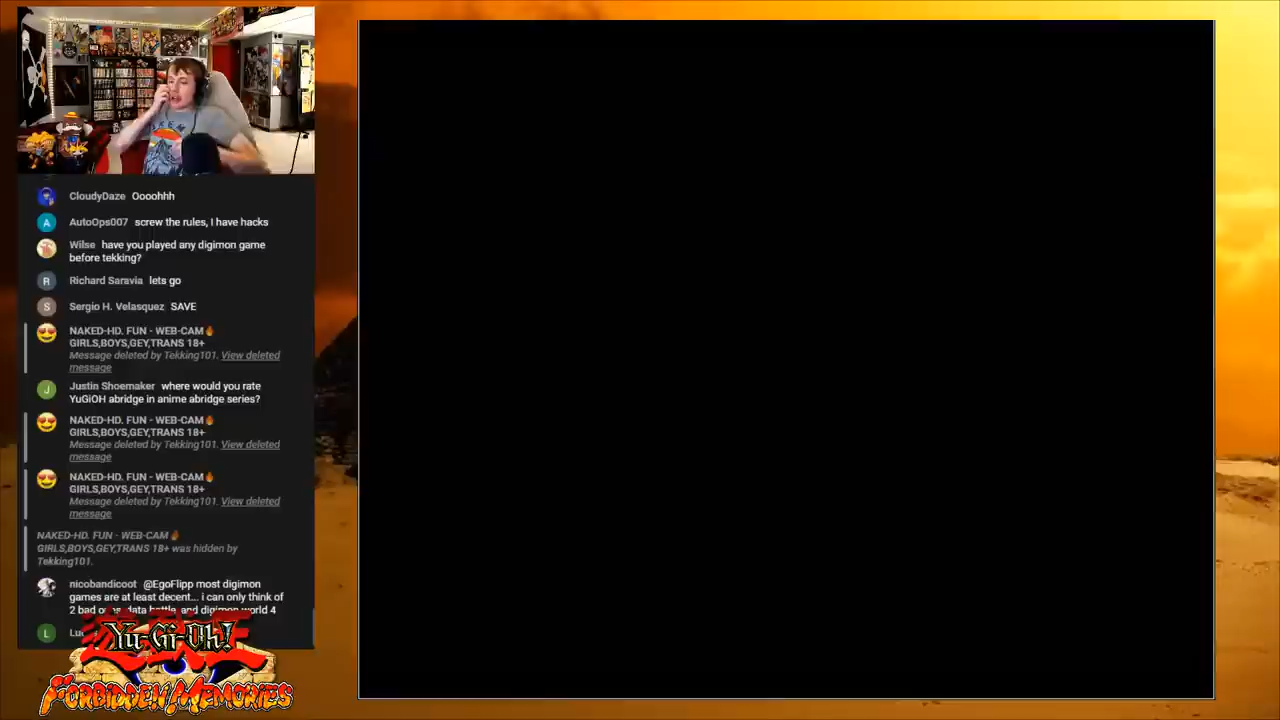 CloudyDaze Ooohhh
AutoOps007 screw the rules, I have hacks
Wilse have you played any digimon game
before tekking?
Richard Saravia lets go
Sergio H. Velasquez SAVE
NAKED-HD. FUN - WEB-CAM🔥
GIRLS,BOYS,GEY,TRANS 18+
Message deleted by Tekking101. View deleted
message
Justin Shoemaker where would you rate
YuGiOH abridge in anime abridge series?
NAKED-HD. FUN - WEB-CAM🔥
GIRLS,BOYS,GEY,TRANS 18+
Message deleted by Tekking101. View deleted
message
NAKED-HD. FUN - WEB-CAM🔥
GIRLS,BOYS,GEY,TRANS 18+
Message deleted by Tekking101. View deleted
message
NAKED-HD. FUN - WEB-CAM🔥
GIRLS,BOYS,GEY,TRANS 18+ was hidden by
Tekking101.
nicobandicoot @EgoFlipp most digimon
games are at least decent... i can only think of
2 bad data battle and digimon world 4
Yu-Gi-Oh!
Forbidden Memories